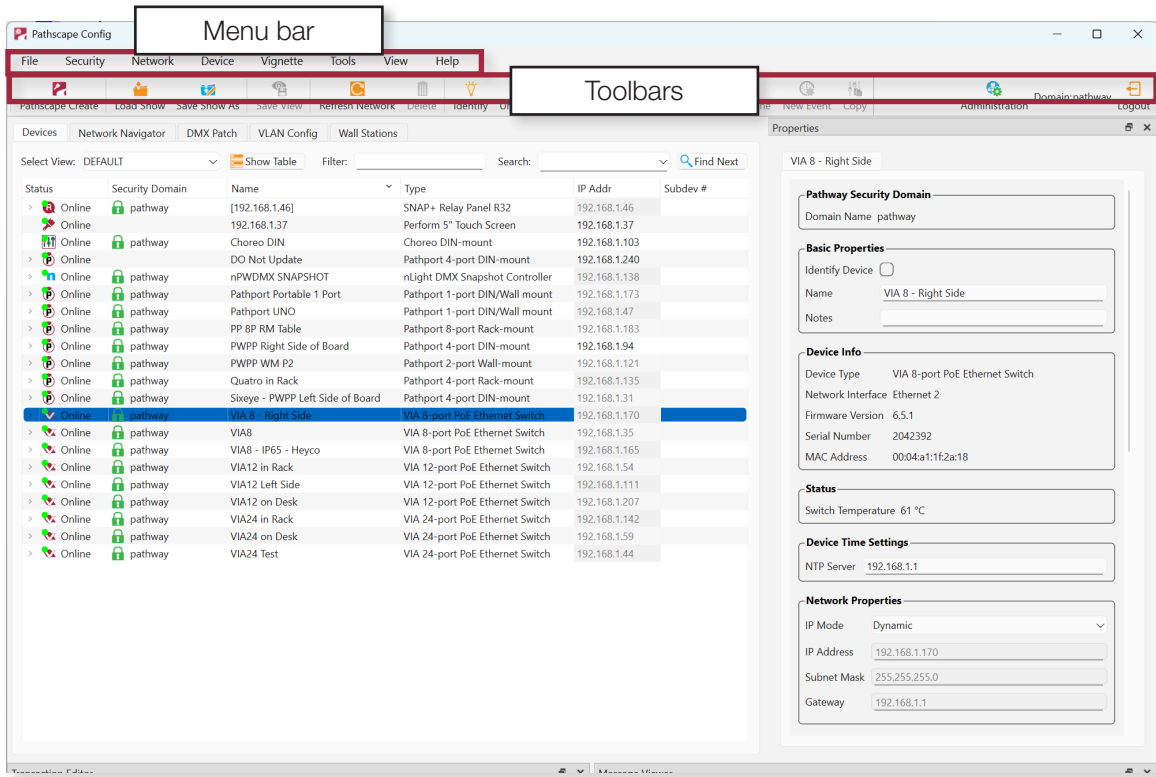 Pathscape Config
Menu bar
File Security Network Device Vignette Tools View Help
Toolbars
Pathscape Create Load Show Save Show As Save View Refresh Network Delete Identify New Event Copy Administration Domain:pathway Logout
Devices Network Navigator DMX Patch VLAN Config Wall Stations
Properties
Select View: DEFAULT Show Table Filter: Search: Find Next
VIA 8 - Right Side
Status Security Domain Name Type IP Addr Subdev #
Online pathway [192.168.1.46] SNAP+ Relay Panel R32 192.168.1.46
Online 192.168.1.37 Perform 5" Touch Screen 192.168.1.37
Online pathway Choreo DIN Choreo DIN-mount 192.168.1.103
Online DO Not Update Pathport 4-port DIN-mount 192.168.1.240
Online pathway nPWDMX SNAPSHOT nLight DMX Snapshot Controller 192.168.1.138
Online pathway Pathport Portable 1 Port Pathport 1-port DIN/Wall mount 192.168.1.173
Online pathway Pathport UNO Pathport 1-port DIN/Wall mount 192.168.1.47
Online pathway PP 8P RM Table Pathport 8-port Rack-mount 192.168.1.183
Online pathway PWPP Right Side of Board Pathport 4-port DIN-mount 192.168.1.94
Online pathway PWPP WM P2 Pathport 2-port Wall-mount 192.168.1.121
Online pathway Quatro in Rack Pathport 4-port Rack-mount 192.168.1.135
Online pathway Sixeye - PWPP Left Side of Board Pathport 4-port DIN-mount 192.168.1.31
Online pathway VIA 8 - Right Side VIA 8-port PoE Ethernet Switch 192.168.1.170
Online pathway VIA8 VIA 8-port PoE Ethernet Switch 192.168.1.35
Online pathway VIA8 - IP65 - Heyco VIA 8-port PoE Ethernet Switch 192.168.1.165
Online pathway VIA12 in Rack VIA 12-port PoE Ethernet Switch 192.168.1.54
Online pathway VIA12 Left Side VIA 12-port PoE Ethernet Switch 192.168.1.111
Online pathway VIA12 on Desk VIA 12-port PoE Ethernet Switch 192.168.1.207
Online pathway VIA24 in Rack VIA 24-port PoE Ethernet Switch 192.168.1.142
Online pathway VIA24 on Desk VIA 24-port PoE Ethernet Switch 192.168.1.59
Online pathway VIA24 Test VIA 24-port PoE Ethernet Switch 192.168.1.44
Pathway Security Domain
Domain Name pathway
Basic Properties
Identify Device
Name VIA 8 - Right Side
Notes
Device Info
Device Type VIA 8-port PoE Ethernet Switch
Network Interface Ethernet 2
Firmware Version 6.5.1
Serial Number 2042392
MAC Address 00:04:a1:1f:2a:18
Status
Switch Temperature 61 °C
Device Time Settings
NTP Server 192.168.1.1
Network Properties
IP Mode Dynamic
IP Address 192.168.1.170
Subnet Mask 255.255.255.0
Gateway 192.168.1.1
Transaction Editor Message Viewer